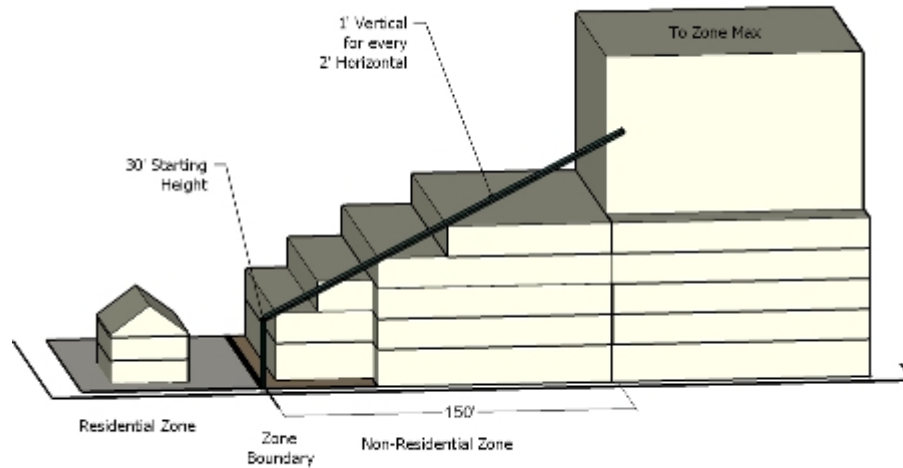 1' Vertical
for every
2' Horizontal
To Zone Max
30' Starting
Height
150'
Residential Zone
Zone
Boundary
Non-Residential Zone